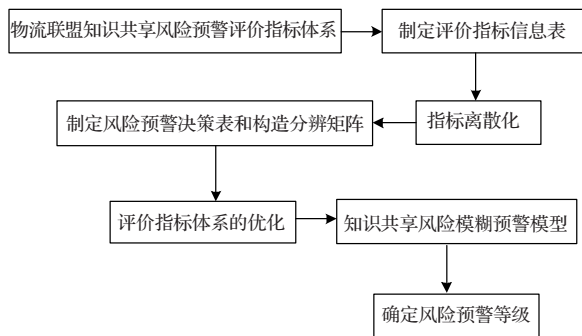 物流联盟知识共享风险预警评价指标体系
制定评价指标信息表
指标离散化
制定风险预警决策表和构造分辨矩阵
评价指标体系的优化
知识共享风险模糊预警模型
确定风险预警等级